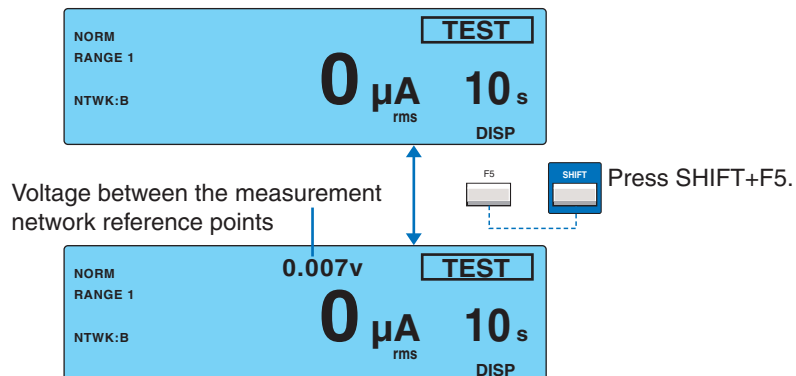 NORM
TEST
RANGE 1
0 µA rms
10 s
NTWK:B
DISP
F5
SHIFT
Press SHIFT+F5.
Voltage between the measurement
network reference points
NORM
0.007v
TEST
RANGE 1
0 µA rms
10 s
NTWK:B
DISP